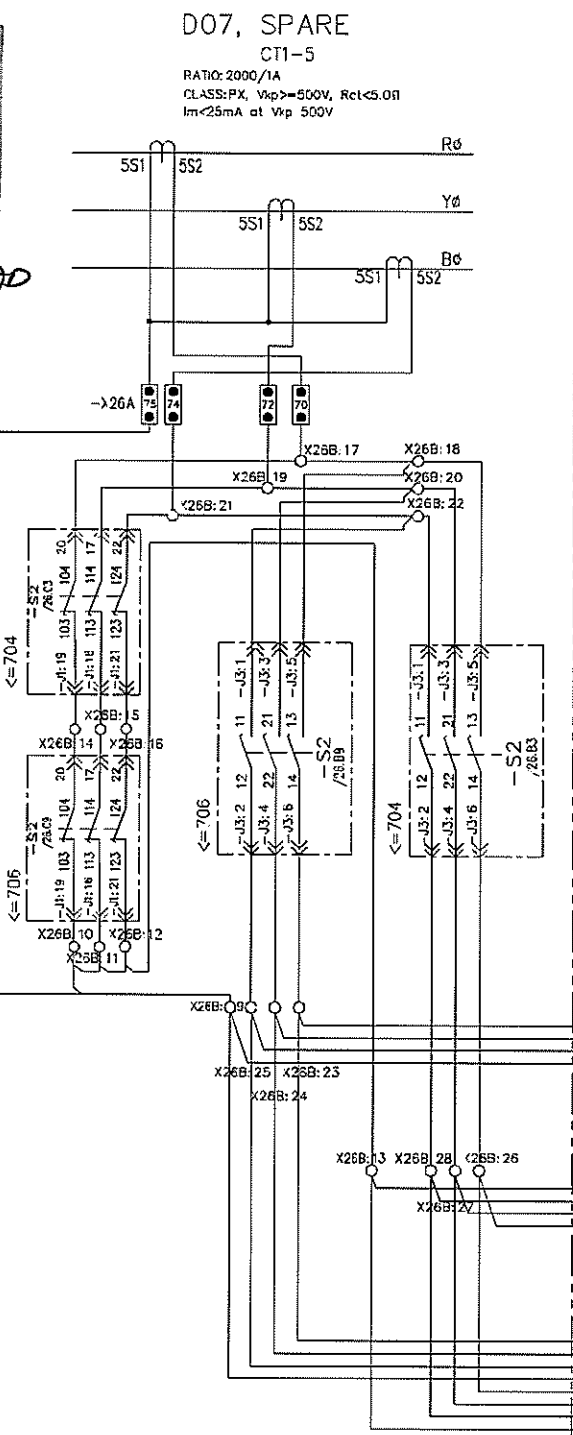 D07, SPARE
CT1-5
RATIO: 2000/1A
CLASS:PX, Vkp>=500V, Rct<5.0Ω
Im<25mA at Vkp 500V
RØ
5S1 5S2
YØ
5S1 5S2
BØ
5S1 5S2
-X26A 75 74 72 70
X26B:17 X26B:18
X26B:19 X26B:20
X26B:21 X26B:22
<=704
-S2
/26.C3
20 17 22
104 114 124
103 113 123
-J1:19 -J1:18 -J1:21
X26B:15
X26B:14 X26B:16
<=706
-S2
/26.C9
20 17 22
104 114 124
103 113 123
-J1:19 -J1:18 -J1:21
X26B:10 X26B:12
X26B:11
<=706
-J3:1 -J3:3 -J3:5
11 21 13
12 22 14
-J3:2 -J3:4 -J3:6
-S2
/26.B9
<=704
-J3:1 -J3:3 -J3:5
11 21 13
12 22 14
-J3:2 -J3:4 -J3:6
-S2
/26.B3
X26B:9
X26B:25 X26B:23
X26B:24
X26B:13 X26B:28 X26B:26
X26B:27